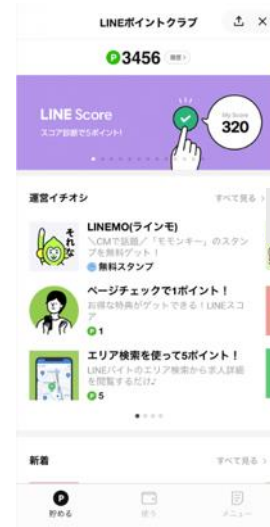 LINEポイントクラブ
P 3456 履歴 >
LINE Score
スコア診断で5ポイント!
My Score
320
運営イチオシ
すべて見る >
それな
LINEMO(ラインモ)
＼CMで話題／「モモンキー」のスタン
プを無料ゲット！
無料スタンプ
ページチェックで1ポイント！
お得な特典がゲットできる！LINEスコ
ア
P 1
エリア検索を使って5ポイント！
LINEバイトのエリア検索から求人詳細
を閲覧するだけ♪
P 5
新着
すべて見る >
P
貯める
使う
メニュー